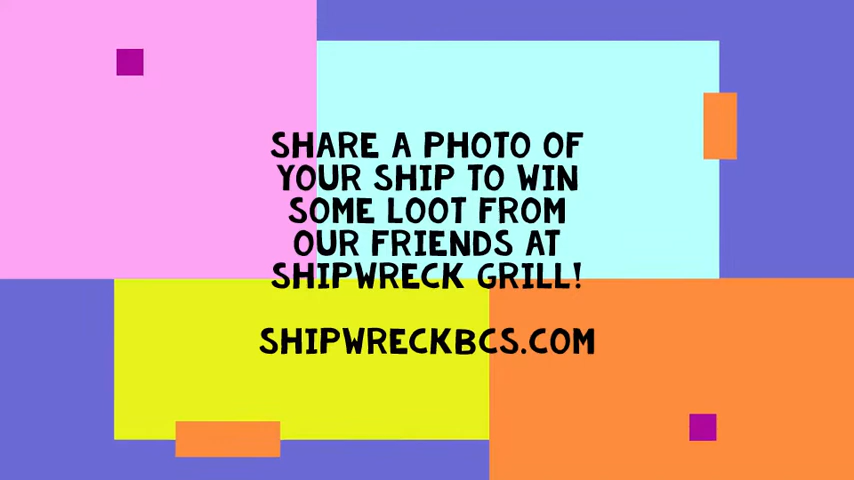 SHARE A PHOTO OF
YOUR SHIP TO WIN
SOME LOOT FROM
OUR FRIENDS AT
SHIPWRECK GRILL!
SHIPWRECKBCS.COM